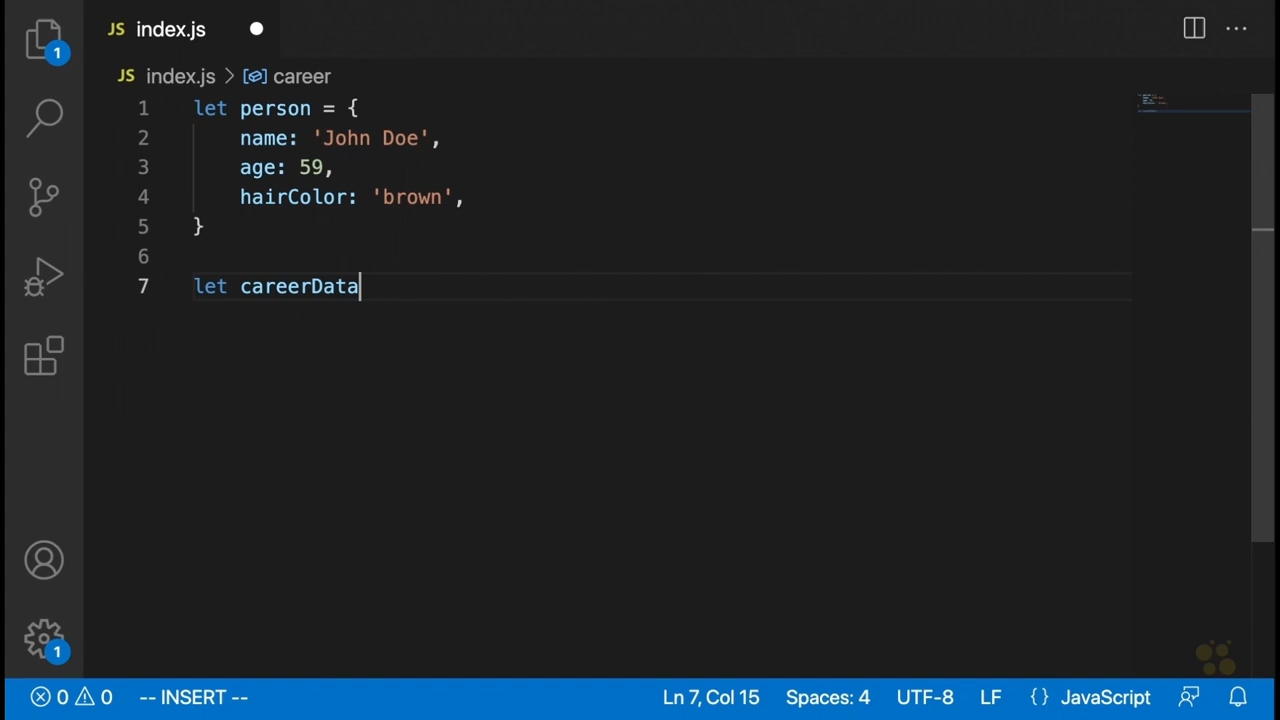 1
JS index.js
JS index.js > career
1 let person = {
2 name: 'John Doe',
3 age: 59,
4 hairColor: 'brown',
5 }
6
7 let careerData
1
0 0 -- INSERT -- Ln 7, Col 15 Spaces: 4 UTF-8 LF {} JavaScript